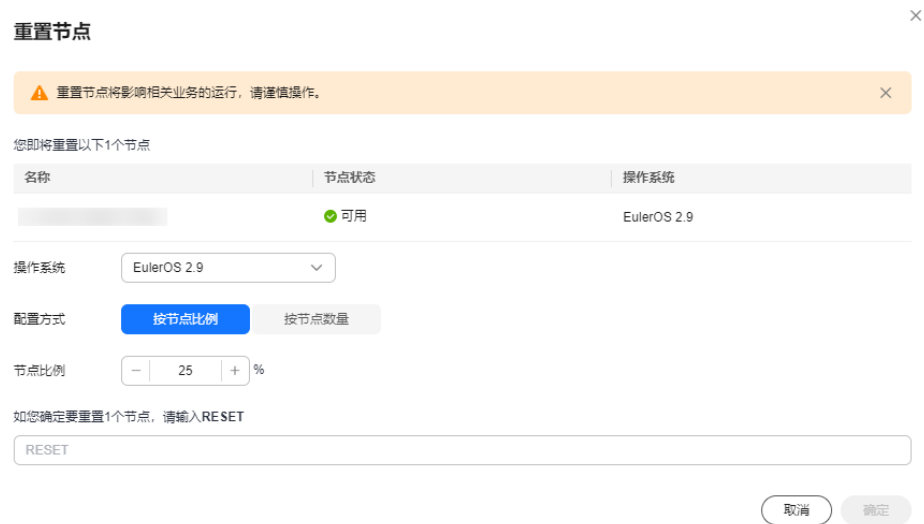 重置节点
重置节点将影响相关业务的运行，请谨慎操作。
您即将重置以下1个节点
名称 节点状态 操作系统
可用 EulerOS 2.9
操作系统 EulerOS 2.9
配置方式 按节点比例 按节点数量
节点比例 − 25 + %
如您确定要重置1个节点，请输入RESET
RESET
取消 确定